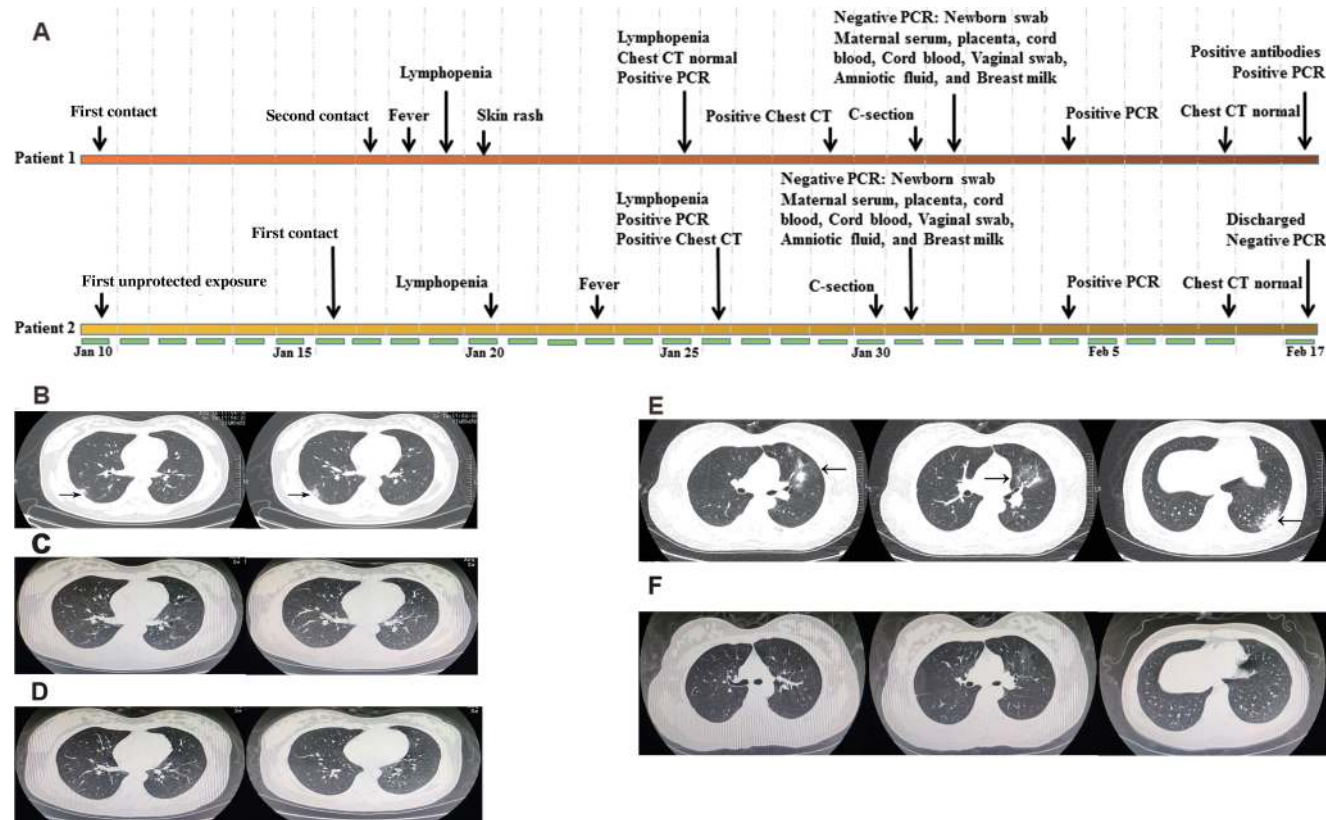 A
Lymphopenia
Chest CT normal
Positive PCR
Negative PCR: Newborn swab
Maternal serum, placenta, cord
blood, Cord blood, Vaginal swab,
Amniotic fluid, and Breast milk
Positive antibodies
Positive PCR
Lymphopenia
First contact
Second contact
Fever
Skin rash
Positive Chest CT
C-section
Positive PCR
Chest CT normal
Patient 1
Lymphopenia
Positive PCR
Positive Chest CT
Negative PCR: Newborn swab
Maternal serum, placenta, cord
blood, Cord blood, Vaginal swab,
Amniotic fluid, and Breast milk
Discharged
Negative PCR
First contact
First unprotected exposure
Lymphopenia
Fever
C-section
Positive PCR
Chest CT normal
Patient 2
Jan 10
Jan 15
Jan 20
Jan 25
Jan 30
Feb 5
Feb 17
B
E
C
F
D